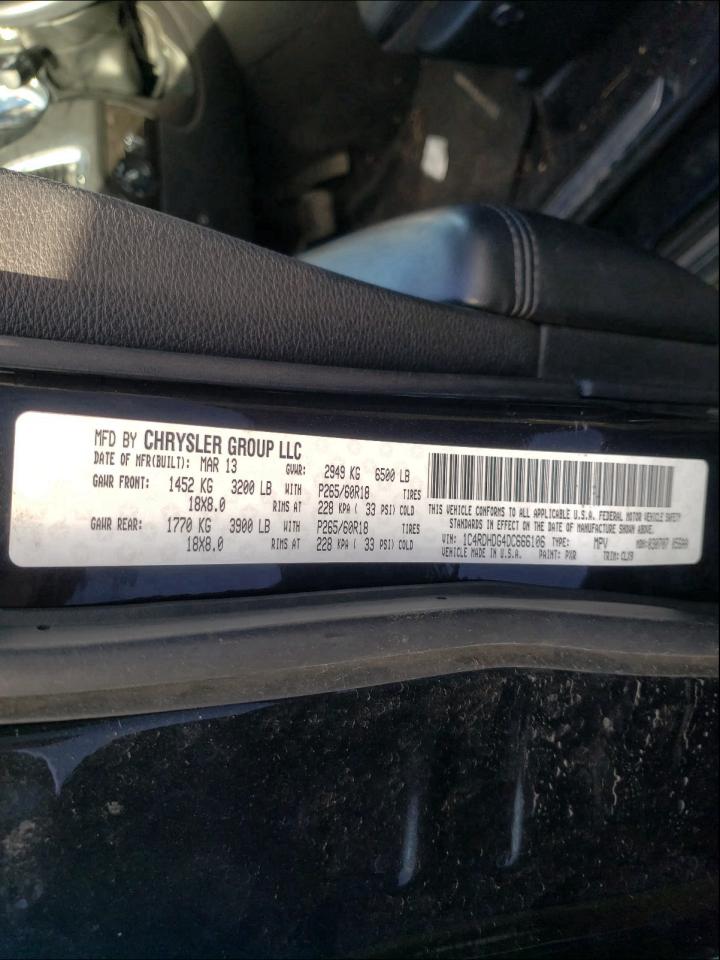 MFD BY CHRYSLER GROUP LLC
DATE OF MFR(BUILT): MAR 13 GVWR: 2949 KG 6500 LB
GAWR FRONT: 1452 KG 3200 LB WITH P265/60R18 TIRES
18X8.0 RIMS AT 228 KPA ( 33 PSI) COLD
GAWR REAR: 1770 KG 3900 LB WITH P265/60R18 TIRES
18X8.0 RIMS AT 228 KPA ( 33 PSI) COLD
THIS VEHICLE CONFORMS TO ALL APPLICABLE U.S.A. FEDERAL MOTOR VEHICLE SAFETY
STANDARDS IN EFFECT ON THE DATE OF MANUFACTURE SHOWN ABOVE.
VIN: 1C4RDHDG4DC666106 TYPE: MPV MDH:
VEHICLE MADE IN U.S.A. PAINT: PXR TRIM: CLX9